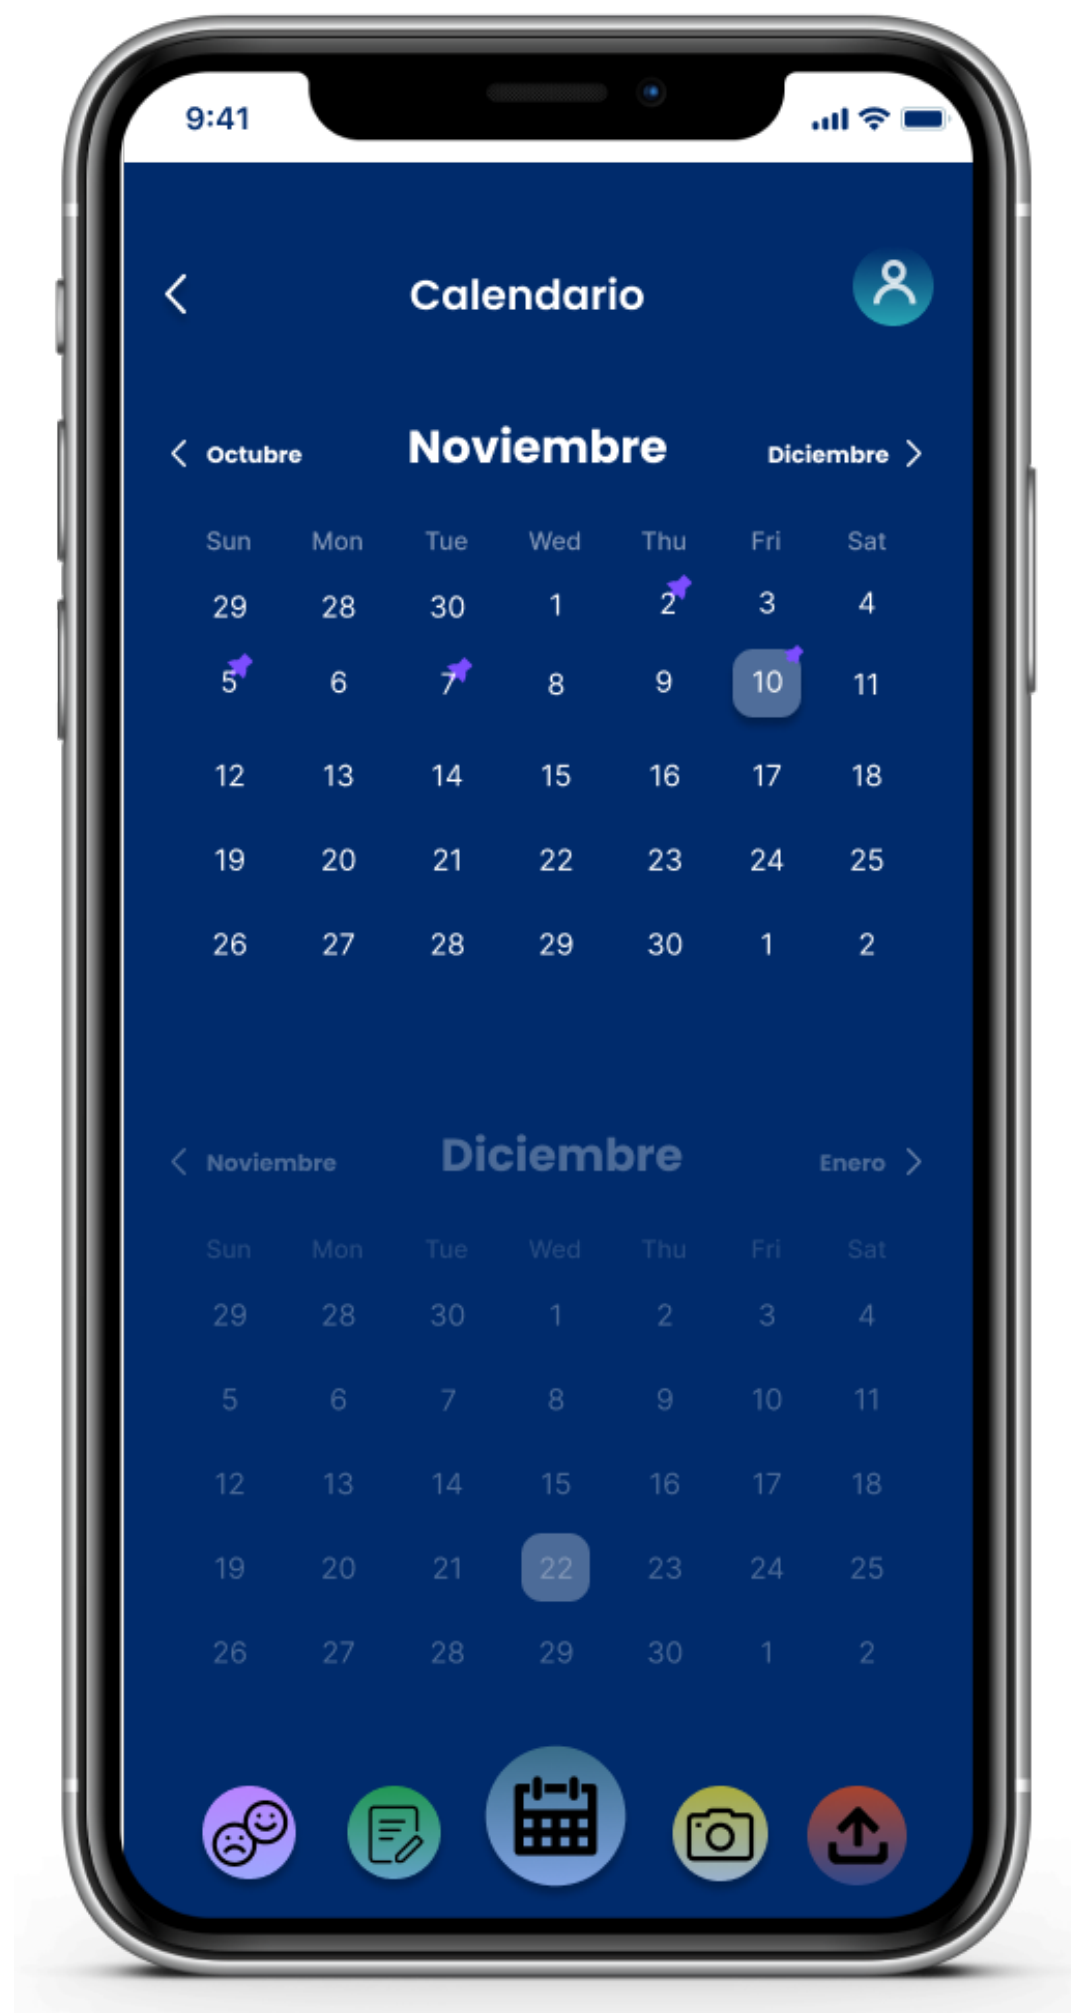 9:41
Calendario
Octubre Noviembre Diciembre
Sun Mon Tue Wed Thu Fri Sat
29 28 30 1 2 3 4
5 6 7 8 9 10 11
12 13 14 15 16 17 18
19 20 21 22 23 24 25
26 27 28 29 30 1 2
Noviembre Diciembre Enero
Sun Mon Tue Wed Thu Fri Sat
29 28 30 1 2 3 4
5 6 7 8 9 10 11
12 13 14 15 16 17 18
19 20 21 22 23 24 25
26 27 28 29 30 1 2